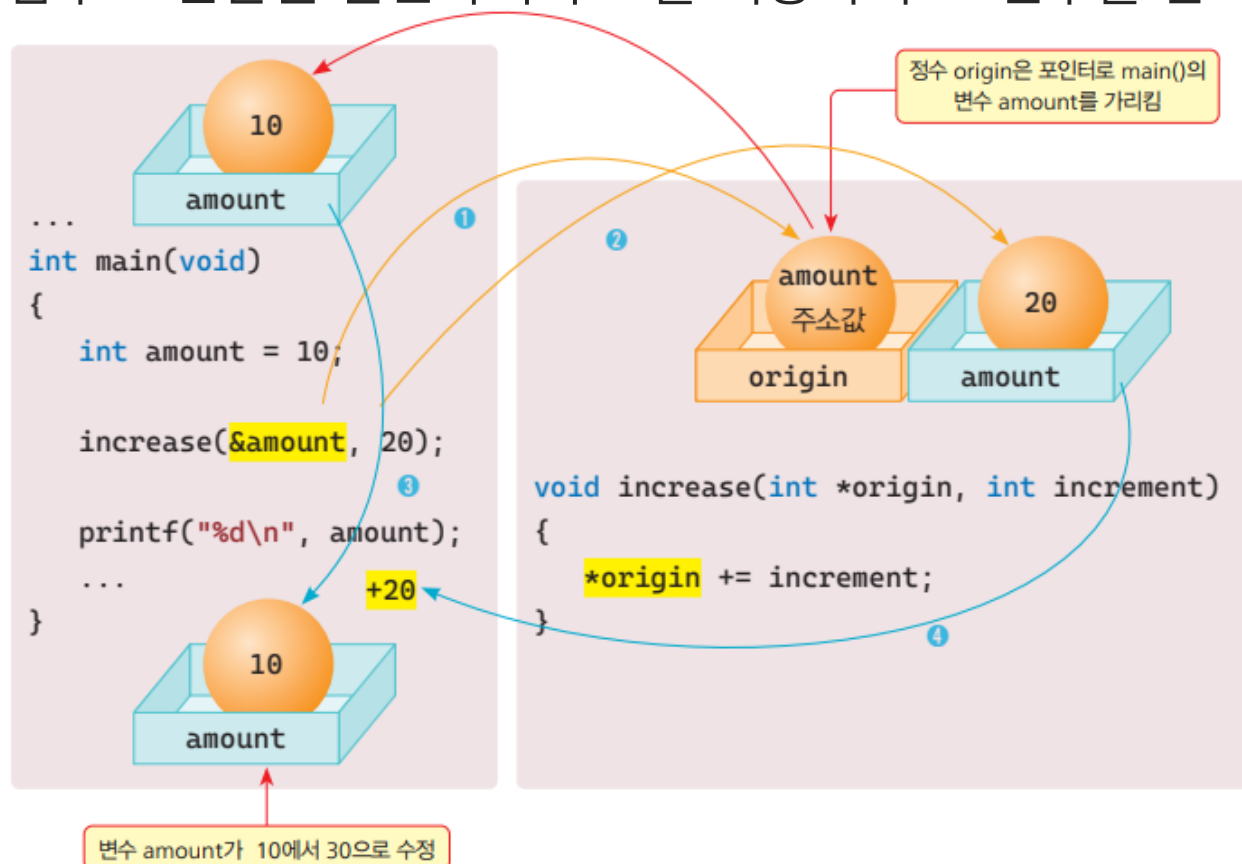 정수 origin은 포인터로 main()의
변수 amount를 가리킴
10
amount
...
int main(void)
{
int amount = 10;
increase(&amount, 20);
printf("%d\n", amount);
...
}
+20
10
amount
변수 amount가 10에서 30으로 수정
1
2
3
4
amount
주소값
origin
20
amount
void increase(int *origin, int increment)
{
*origin += increment;
}